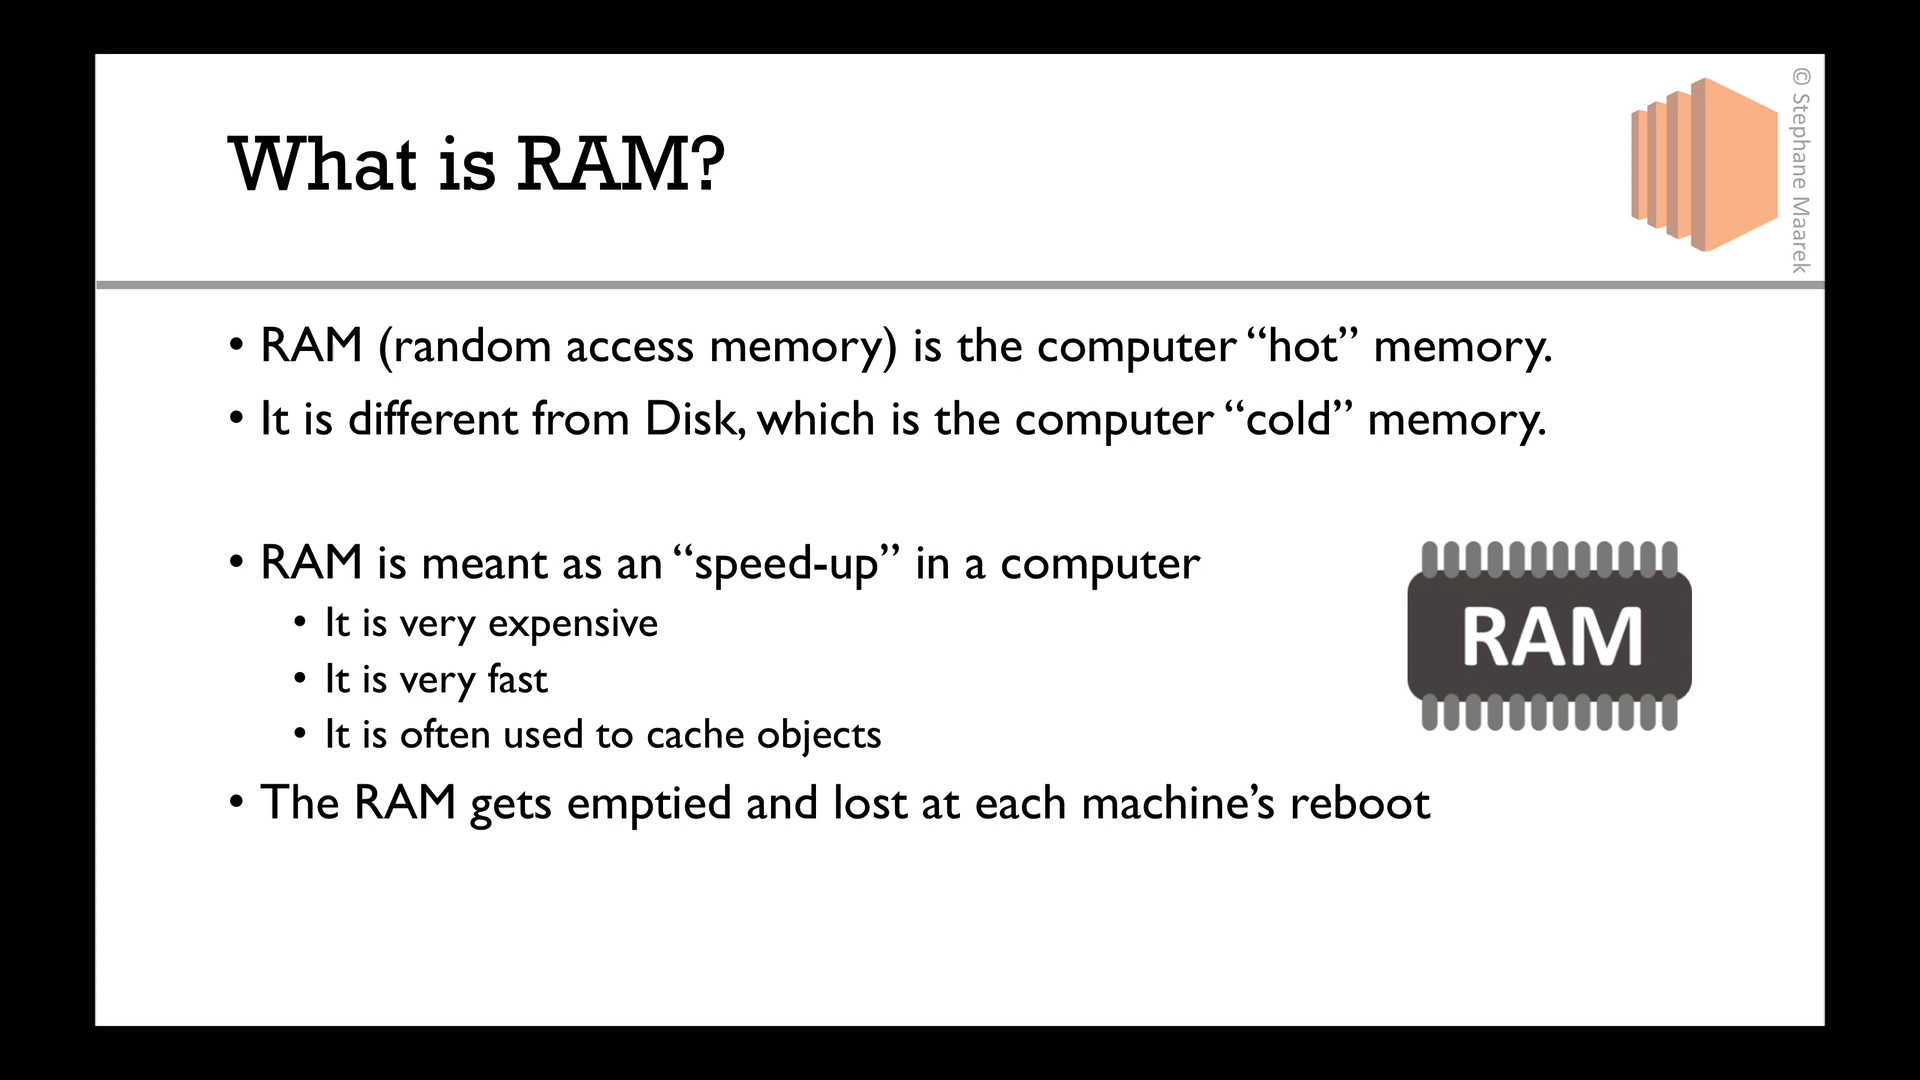 What is RAM?
© Stephane Maarek
• RAM (random access memory) is the computer “hot” memory.
• It is different from Disk, which is the computer “cold” memory.
• RAM is meant as an “speed-up” in a computer
• It is very expensive
• It is very fast
• It is often used to cache objects
RAM
• The RAM gets emptied and lost at each machine’s reboot